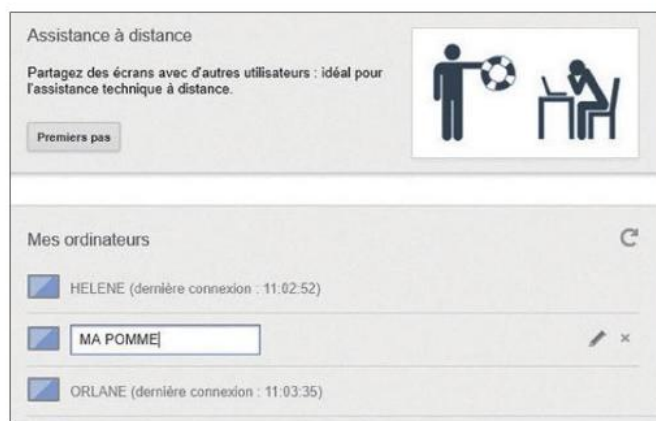 Assistance à distance
Partagez des écrans avec d'autres utilisateurs : idéal pour
l'assistance technique à distance.
Premiers pas
Mes ordinateurs
HELENE (dernière connexion : 11:02:52)
MA POMME
ORLANE (dernière connexion : 11:03:35)